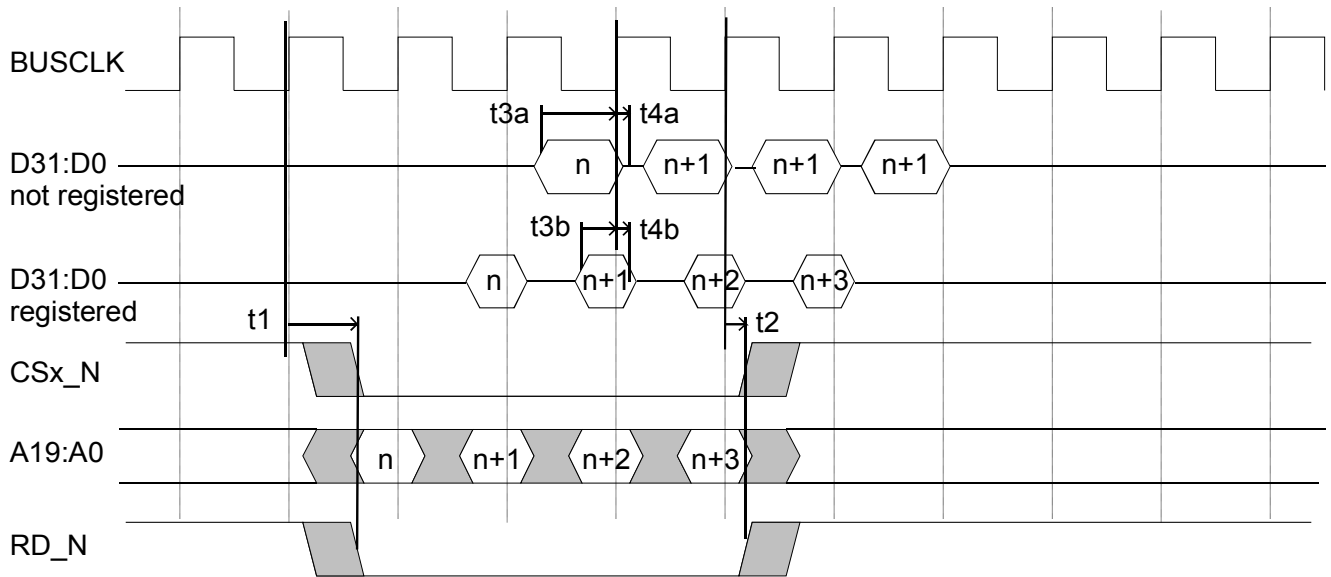 BUSCLK
t3a t4a
D31:D0 n n+1 n+1 n+1
not registered
t3b t4b
D31:D0 n n+1 n+2 n+3
registered
t1 t2
CSx_N
A19:A0 n n+1 n+2 n+3
RD_N